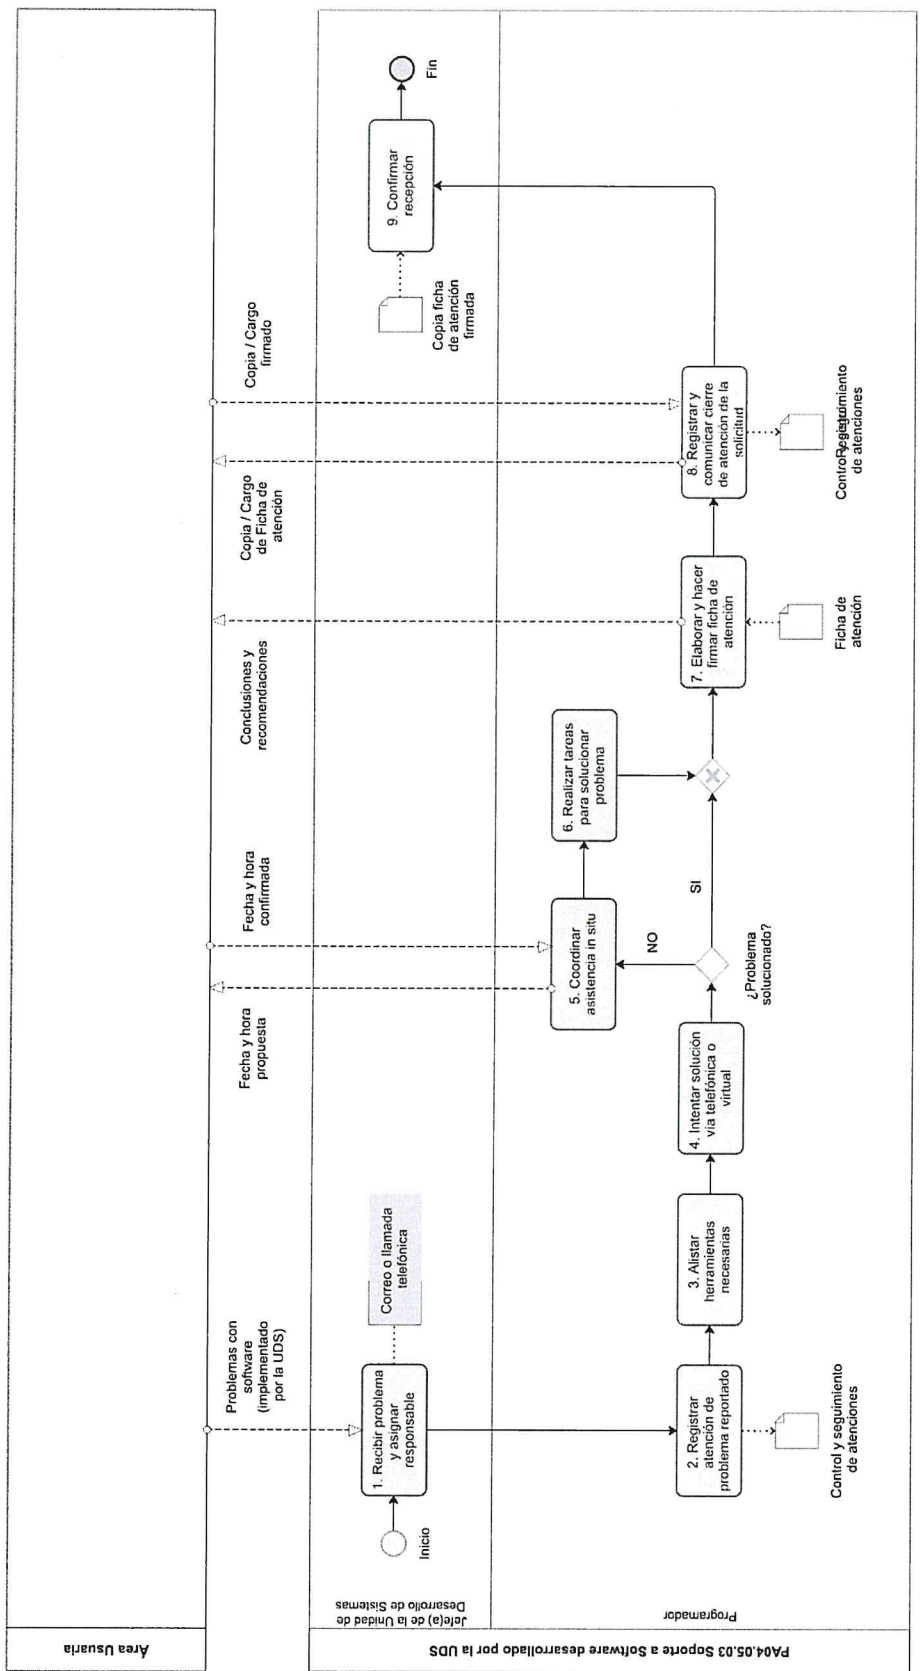 Área Usuaria
Problemas con
software
(implementado
por la UDS)
Fecha y hora
propuesta
Fecha y hora
confirmada
Conclusiones y
recomendaciones
Copia / Cargo
de Ficha de
atención
Copia / Cargo
firmado
PA04.05.03 Soporte a Software desarrollado por la UDS
Jefe(a) de la Unidad de
Desarrollo de Sistemas
Inicio
1. Recibir problema
y asignar
responsable
Correo o llamada
telefónica
Copia ficha
de atención
firmada
9. Confirmar
recepción
Fin
Programador
2. Registrar
atención de
problema reportado
Control y seguimiento
de atenciones
3. Alistar
herramientas
necesarias
4. Intentar solución
via telefónica o
virtual
¿Problema
solucionado?
NO
SI
5. Coordinar
asistencia in situ
6. Realizar tareas
para solucionar
problema
7. Elaborar y hacer
firmar ficha de
atención
Ficha de
atención
8. Registrar y
comunicar cierre
de atención de la
solicitud
de atenciones